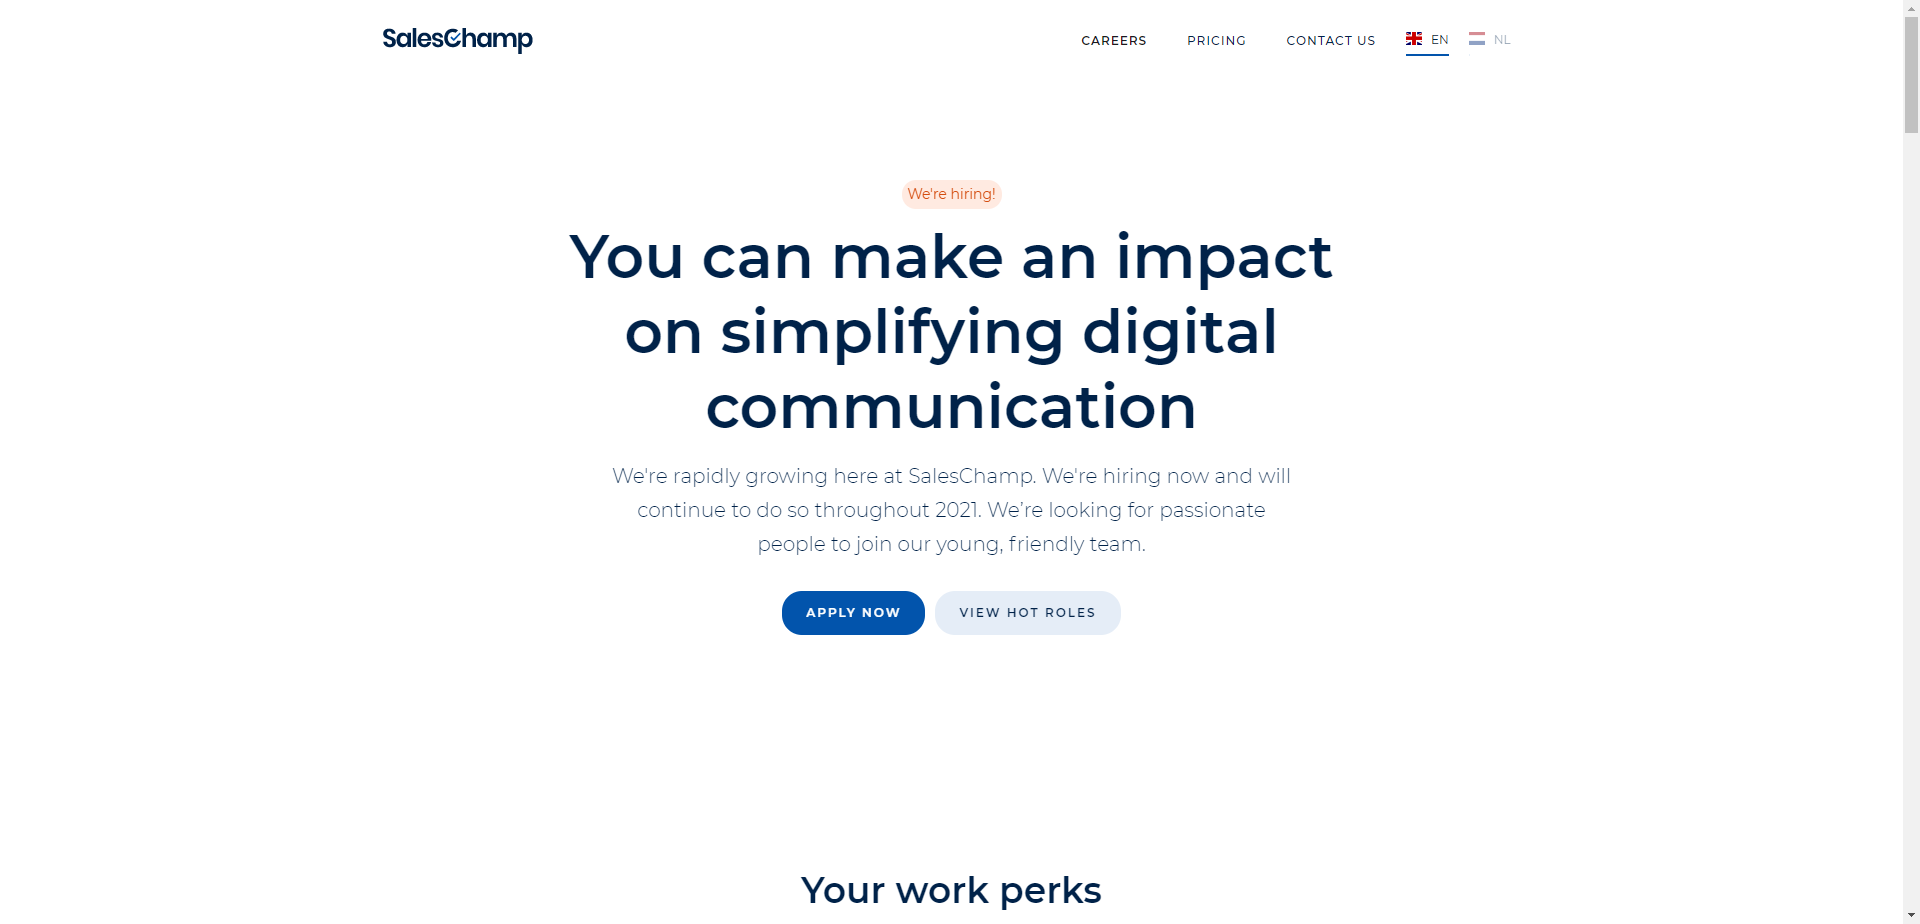 SalesChamp
CAREERS PRICING CONTACT US EN NL
We're hiring!
You can make an impact
on simplifying digital
communication
We're rapidly growing here at SalesChamp. We're hiring now and will
continue to do so throughout 2021. We’re looking for passionate
people to join our young, friendly team.
APPLY NOW VIEW HOT ROLES
Your work perks